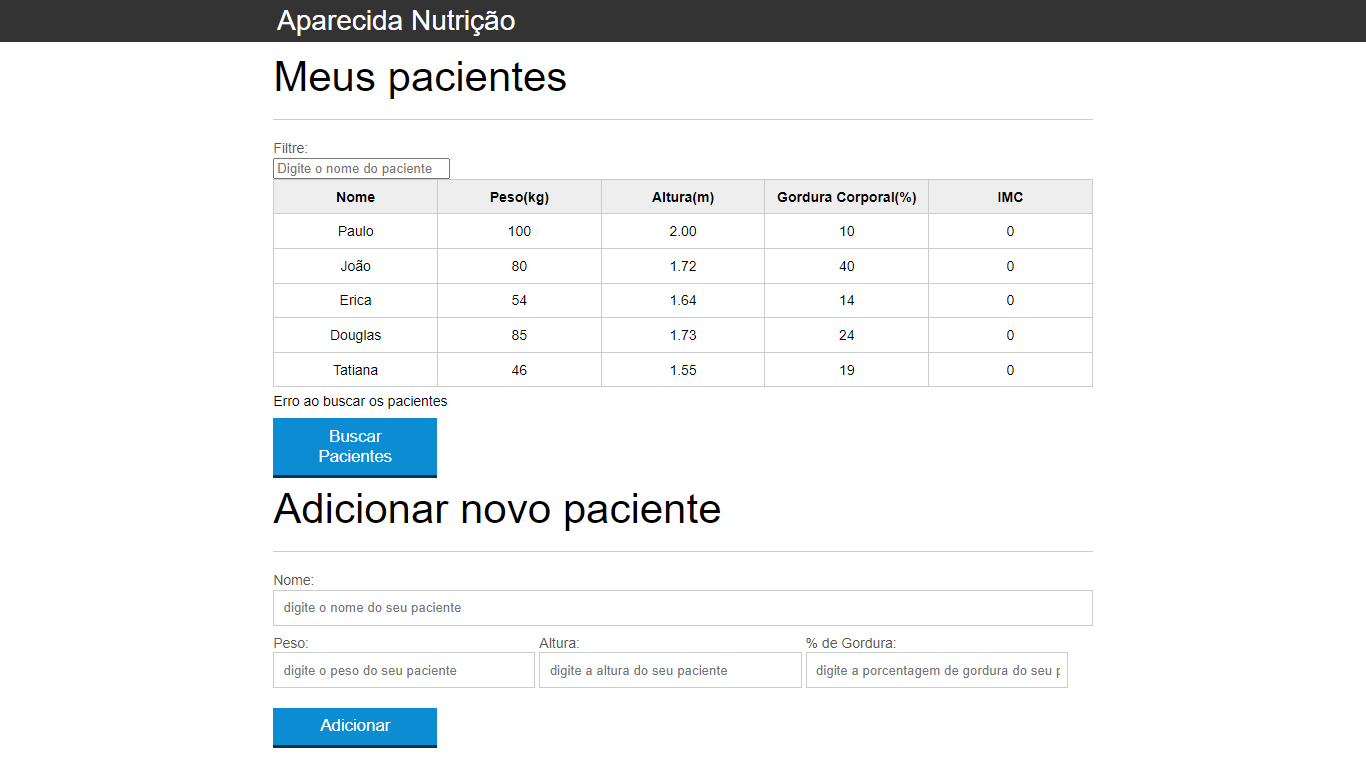 Aparecida Nutrição
Meus pacientes
Filtre:
Digite o nome do paciente
Nome Peso(kg) Altura(m) Gordura Corporal(%) IMC
Paulo 100 2.00 10 0
João 80 1.72 40 0
Erica 54 1.64 14 0
Douglas 85 1.73 24 0
Tatiana 46 1.55 19 0
Erro ao buscar os pacientes
Buscar
Pacientes
Adicionar novo paciente
Nome:
digite o nome do seu paciente
Peso: Altura: % de Gordura:
digite o peso do seu paciente digite a altura do seu paciente digite a porcentagem de gordura do seu p
Adicionar